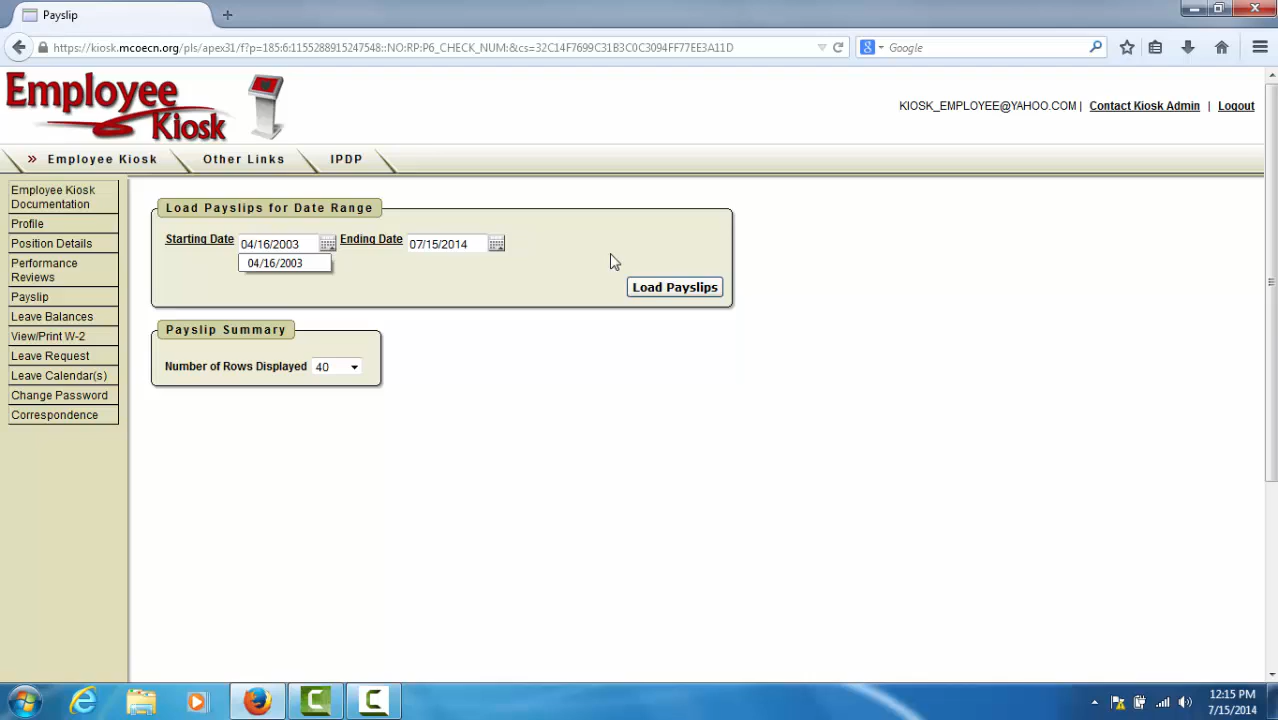 Payslip
https://kiosk.mcoecn.org/pls/apex31/f?p=185:6:1155288915247548::NO:RP:P6_CHECK_NUM:&cs=32C14F7699C31B3C0C3094FF77EE3A11D
Google
Employee Kiosk
KIOSK_EMPLOYEE@YAHOO.COM | Contact Kiosk Admin | Logout
» Employee Kiosk
Other Links
IPDP
Employee Kiosk
Documentation
Profile
Position Details
Performance
Reviews
Payslip
Leave Balances
View/Print W-2
Leave Request
Leave Calendar(s)
Change Password
Correspondence
Load Payslips for Date Range
Starting Date 04/16/2003 Ending Date 07/15/2014
04/16/2003
Load Payslips
Payslip Summary
Number of Rows Displayed 40
12:15 PM
7/15/2014